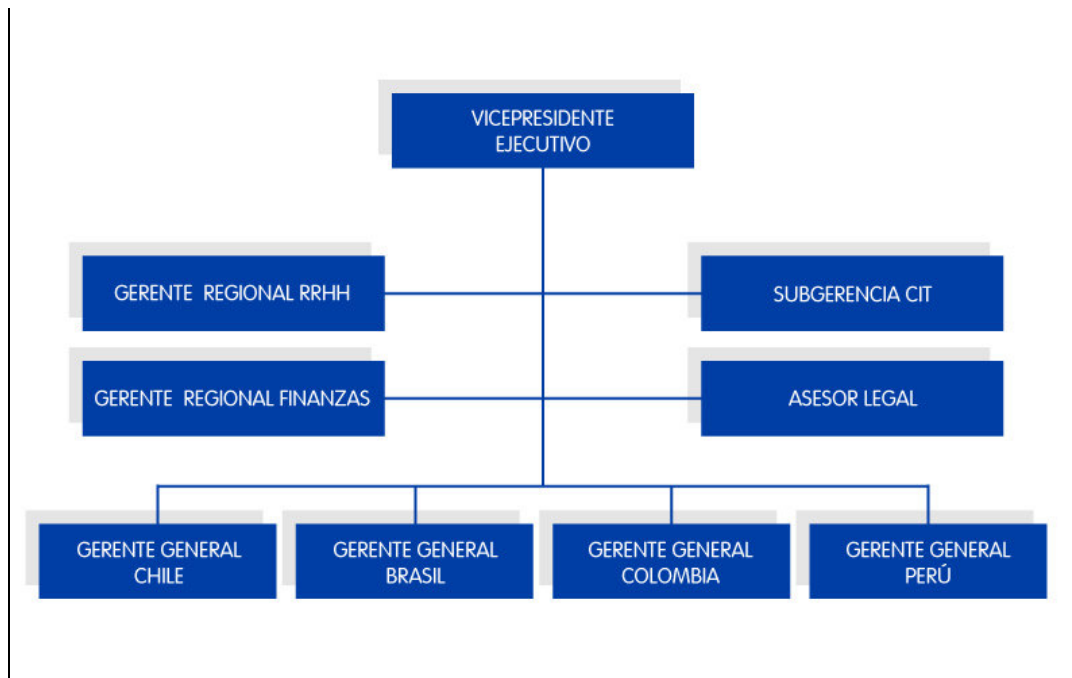 VICEPRESIDENTE
EJECUTIVO
GERENTE REGIONAL RRHH
SUBGERENCIA CIT
GERENTE REGIONAL FINANZAS
ASESOR LEGAL
GERENTE GENERAL
CHILE
GERENTE GENERAL
BRASIL
GERENTE GENERAL
COLOMBIA
GERENTE GENERAL
PERÚ